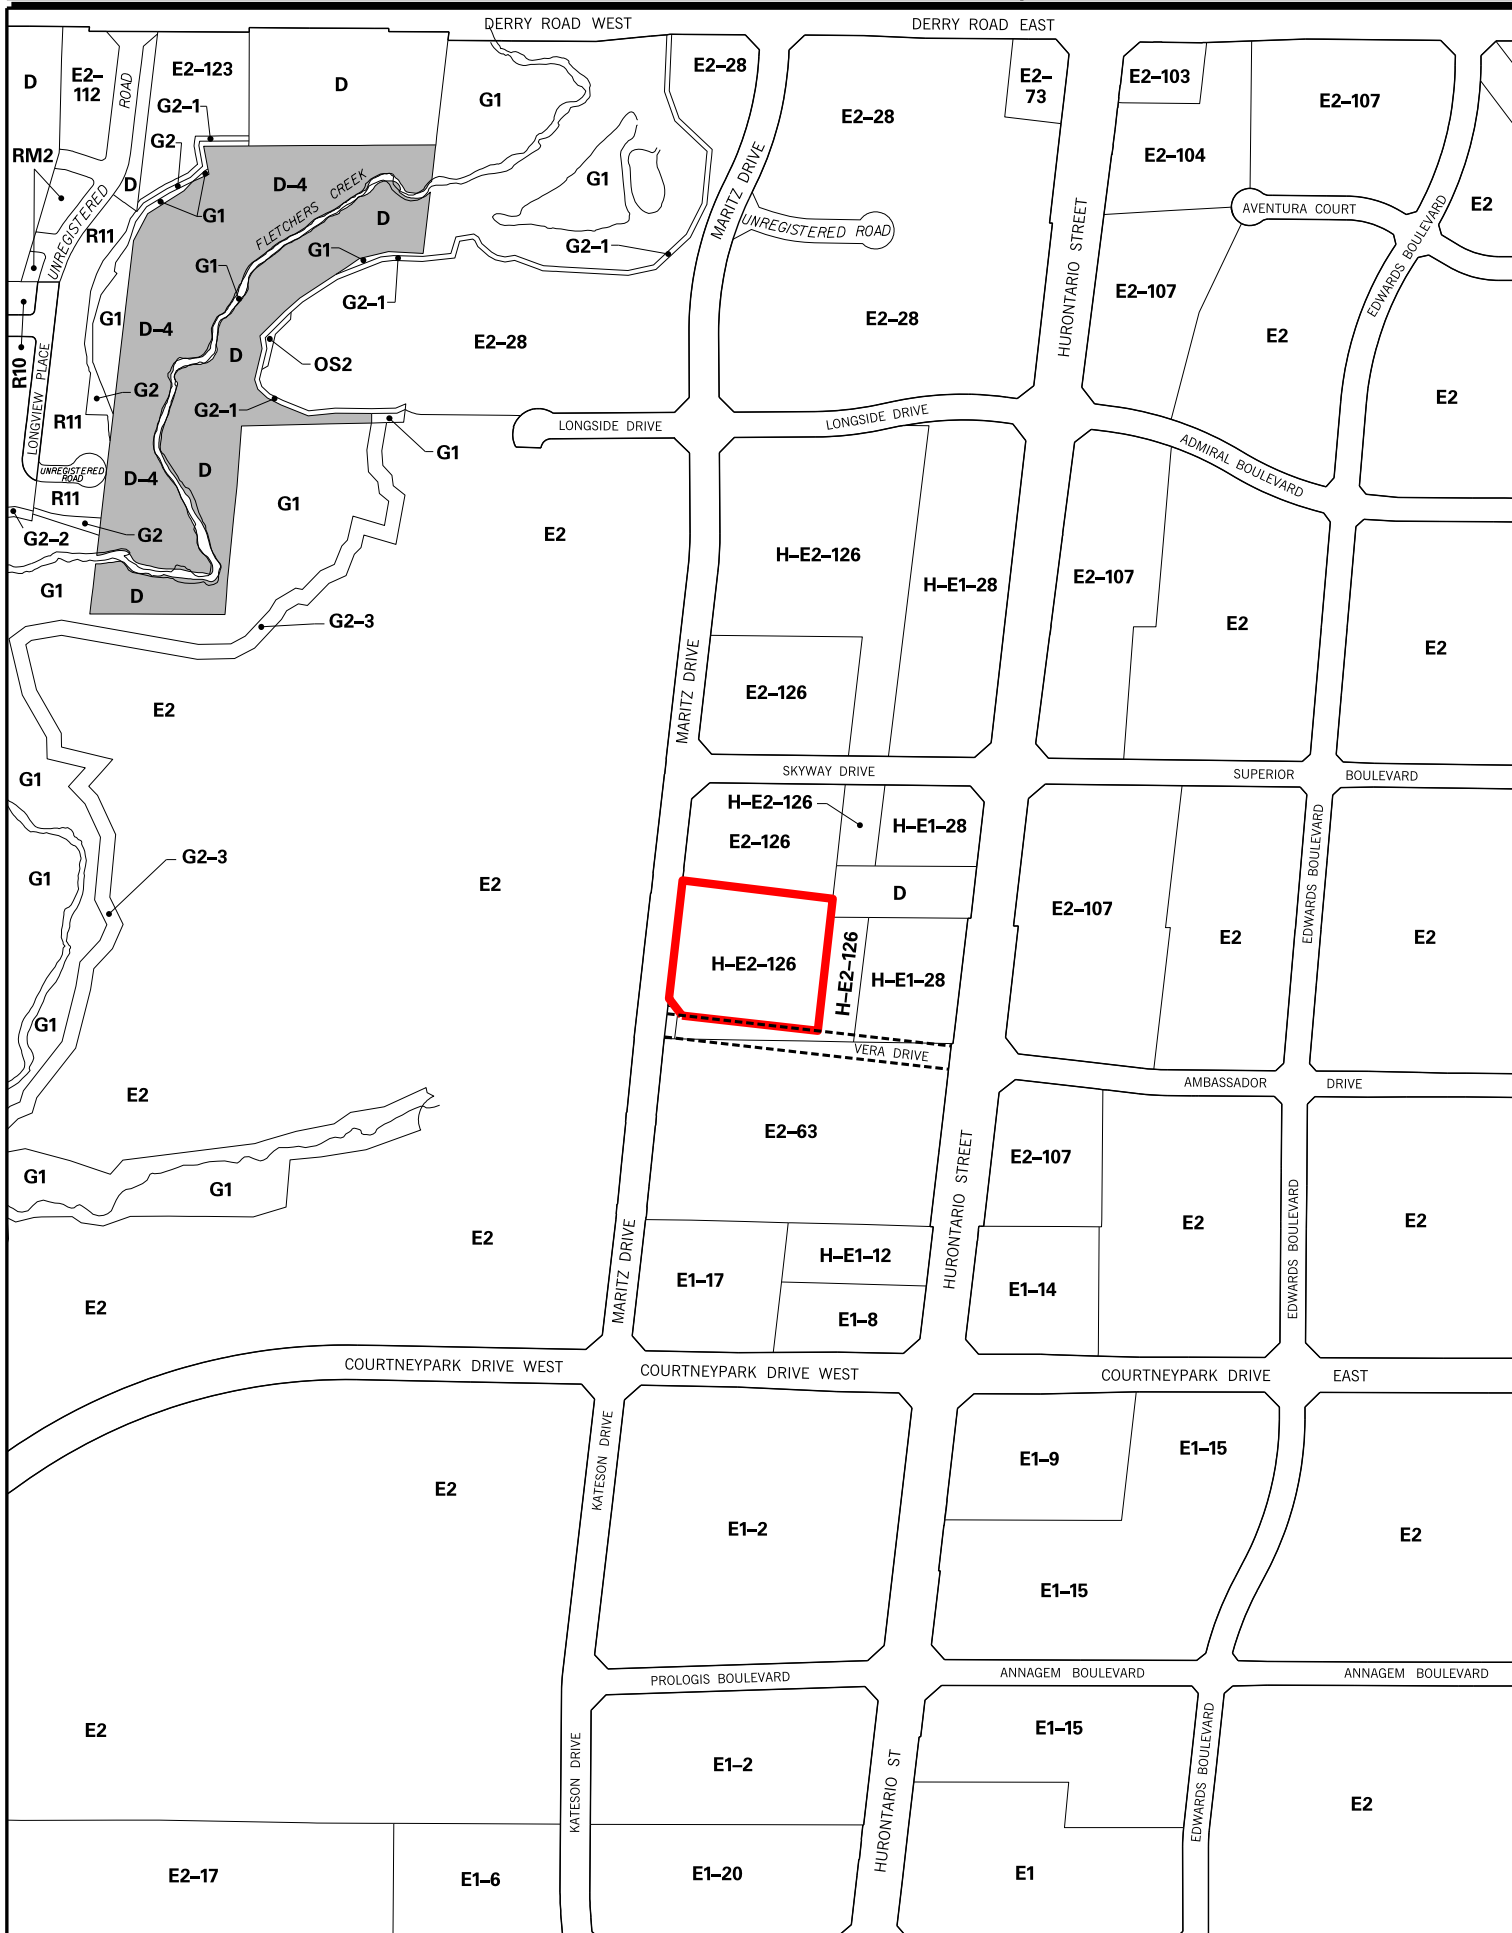 DERRY ROAD WEST
DERRY ROAD EAST
D
E2–
112
ROAD
E2–123
D
G1
E2–28
E2–28
E2–
73
E2–103
E2–107
G2–1
G2
RM2
D
D–4
FLETCHERS CREEK
D
G1
MARITZ DRIVE
E2–104
G1
UNREGISTERED
R11
G1
G2–1
UNREGISTERED ROAD
HURONTARIO STREET
AVENTURA COURT
EDWARDS BOULEVARD
E2
G1
G2–1
E2–107
G1
D–4
D
OS2
E2–28
E2–28
E2
R10
LONGVIEW PLACE
G2
G2–1
R11
G1
LONGSIDE DRIVE
LONGSIDE DRIVE
E2
ADMIRAL BOULEVARD
UNREGISTERED
ROAD
D–4
D
R11
G1
G2–2
G2
E2
H–E2–126
H–E1–28
E2–107
G1
D
G2–3
E2
E2
MARITZ DRIVE
E2–126
E2
G1
SKYWAY DRIVE
SUPERIOR
BOULEVARD
H–E2–126
H–E1–28
E2–126
G2–3
G1
E2
D
EDWARDS BOULEVARD
E2–107
E2
E2
H–E2–126
H–E2–126
H–E1–28
G1
VERA DRIVE
E2
AMBASSADOR
DRIVE
E2–63
G1
G1
E2–107
HURONTARIO STREET
EDWARDS BOULEVARD
E2
E2
E2
MARITZ DRIVE
H–E1–12
E1–17
E1–14
E2
E1–8
COURTNEYPARK DRIVE WEST
COURTNEYPARK DRIVE WEST
COURTNEYPARK DRIVE
EAST
KATESON DRIVE
E1–9
E1–15
E2
E1–2
E2
E1–15
PROLOGIS BOULEVARD
ANNAGEM BOULEVARD
ANNAGEM BOULEVARD
E2
KATESON DRIVE
E1–2
HURONTARIO ST
E1–15
EDWARDS BOULEVARD
E2
E2–17
E1–6
E1–20
E1